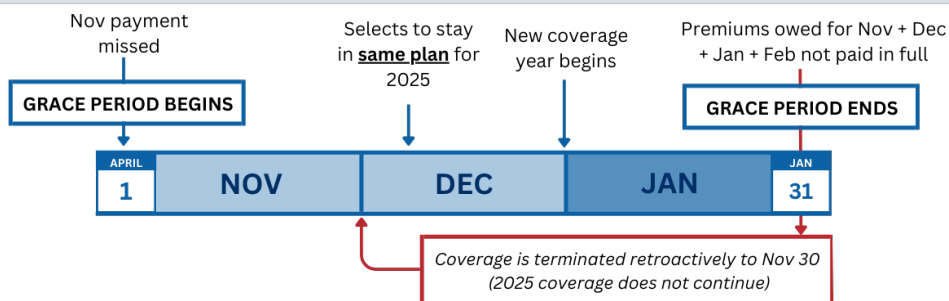 Nov payment
missed
GRACE PERIOD BEGINS
Selects to stay
in same plan for
2025
New coverage
year begins
Premiums owed for Nov + Dec
+ Jan + Feb not paid in full
GRACE PERIOD ENDS
APRIL
1
NOV
DEC
JAN
JAN
31
Coverage is terminated retroactively to Nov 30
(2025 coverage does not continue)